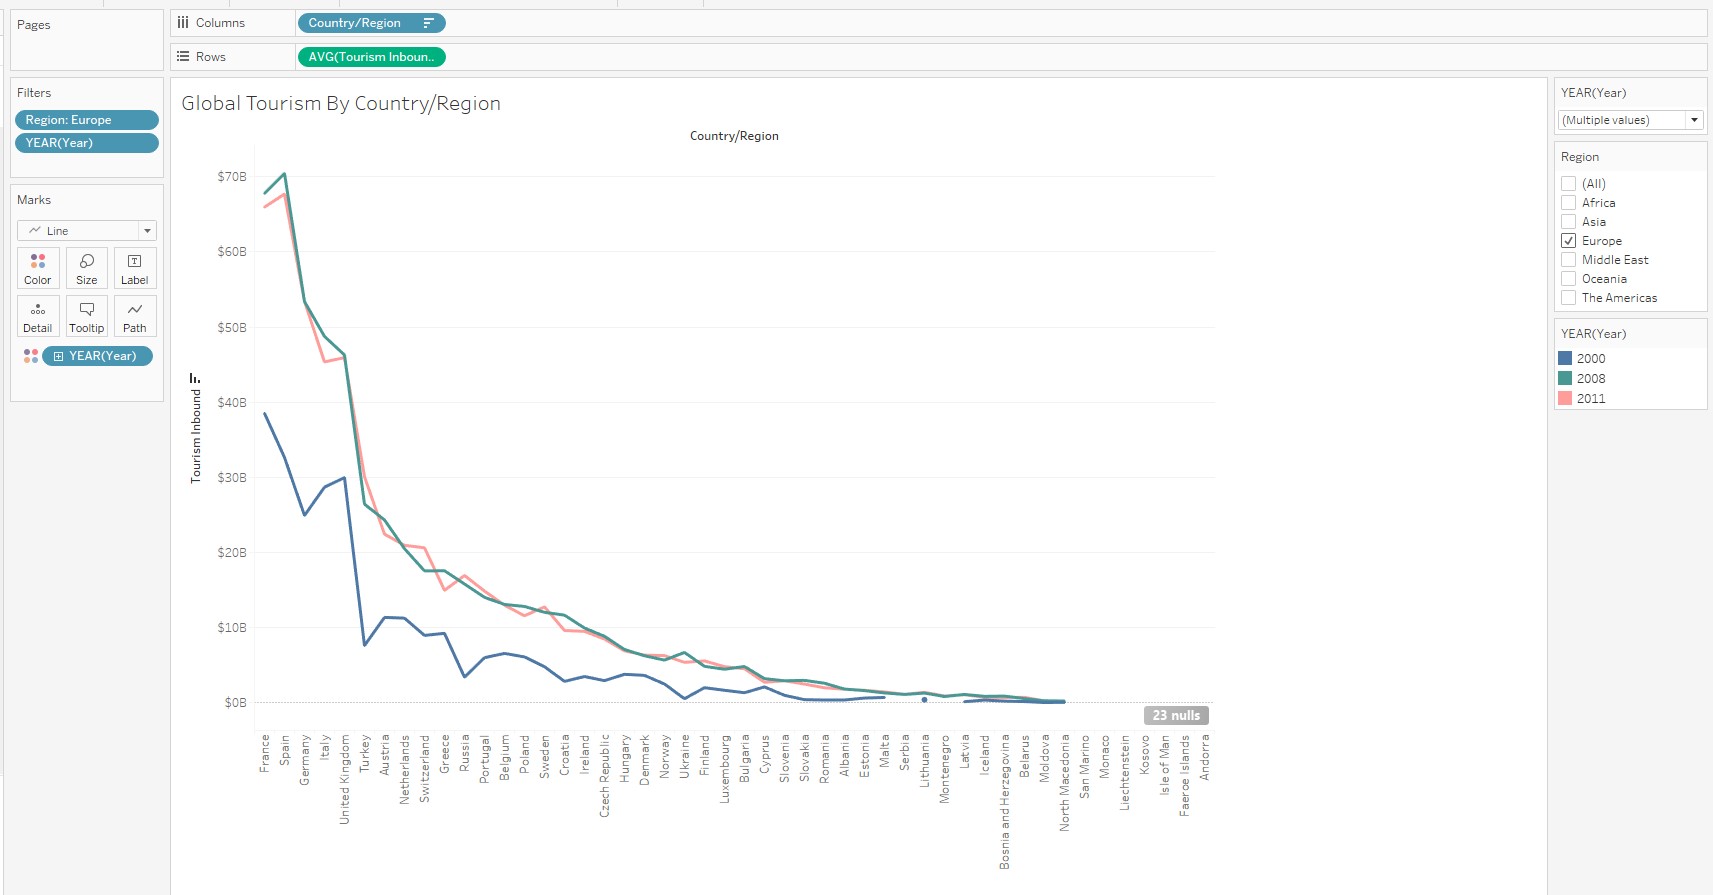 Pages
Columns
Country/Region
Rows
AVG(Tourism Inboun..
Filters
Region: Europe
YEAR(Year)
Marks
Line
Color
Size
Label
Detail
Tooltip
Path
YEAR(Year)
Global Tourism By Country/Region
Country/Region
Tourism Inbound
$70B
$60B
$50B
$40B
$30B
$20B
$10B
$0B
23 nulls
France
Spain
Germany
Italy
United Kingdom
Turkey
Austria
Netherlands
Switzerland
Greece
Russia
Portugal
Belgium
Poland
Sweden
Croatia
Ireland
Czech Republic
Hungary
Denmark
Norway
Ukraine
Finland
Luxembourg
Bulgaria
Cyprus
Slovenia
Slovakia
Romania
Albania
Estonia
Malta
Serbia
Lithuania
Montenegro
Latvia
Iceland
Bosnia and Herzegovina
Belarus
Moldova
North Macedonia
San Marino
Monaco
Liechtenstein
Kosovo
Isle of Man
Faeroe Islands
Andorra
YEAR(Year)
(Multiple values)
Region
(All)
Africa
Asia
Europe
Middle East
Oceania
The Americas
YEAR(Year)
2000
2008
2011